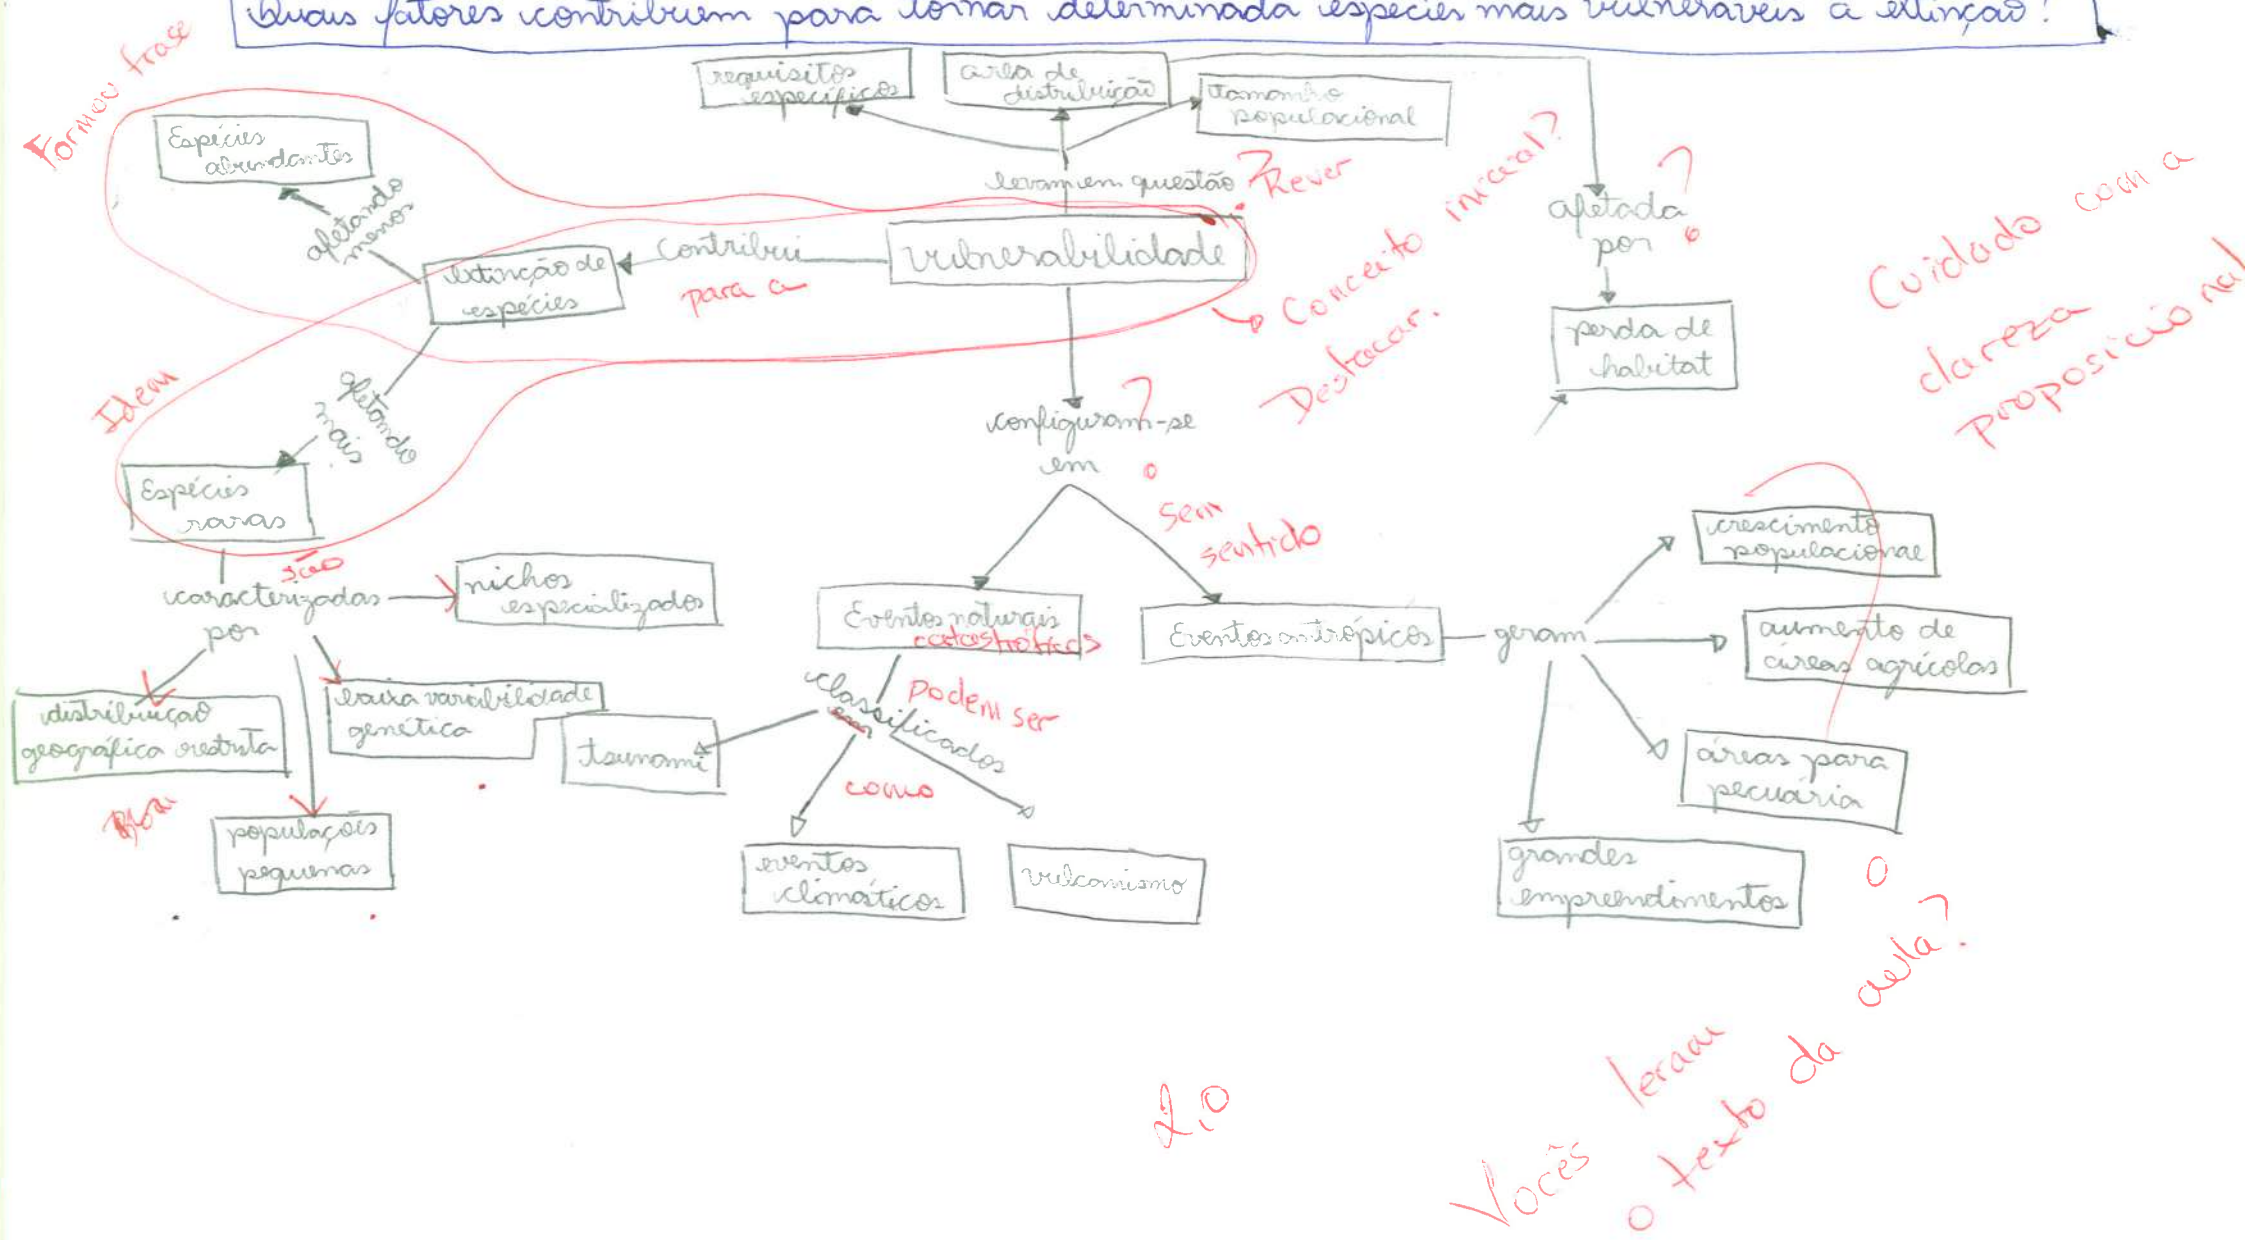 Quais fatores contribuem para tornar determinada espécies mais vulneráveis a extinção?
Formou frase
requisitos
específicos
área de
distribuição
tamanho
populacional
Espécies
abundantes
afetando
menos
levam em questão
? Rever
vulnerabilidade
Contribui
para a
extinção de
espécies
Conceito inicial?
Destacar.
afetada
por
?
perda de
habitat
Cuidado com a
clareza
proposicional
Idem
afetando
mais
Espécies
raras
configuram-se
em
?
sem
sentido
são
caracterizadas
por
nichos
especializados
distribuição
geográfica restrita
baixa variabilidade
genética
populações
pequenas
Eventos naturais
catastróficos
Eventos antrópicos
geram
crescimento
populacional
aumento de
áreas agrícolas
áreas para
pecuária
grandes
empreendimentos
?
classificados
em
podem ser
como
tsunami
eventos
climáticos
vulcanismo
2,0
Vocês leram
o texto da aula?